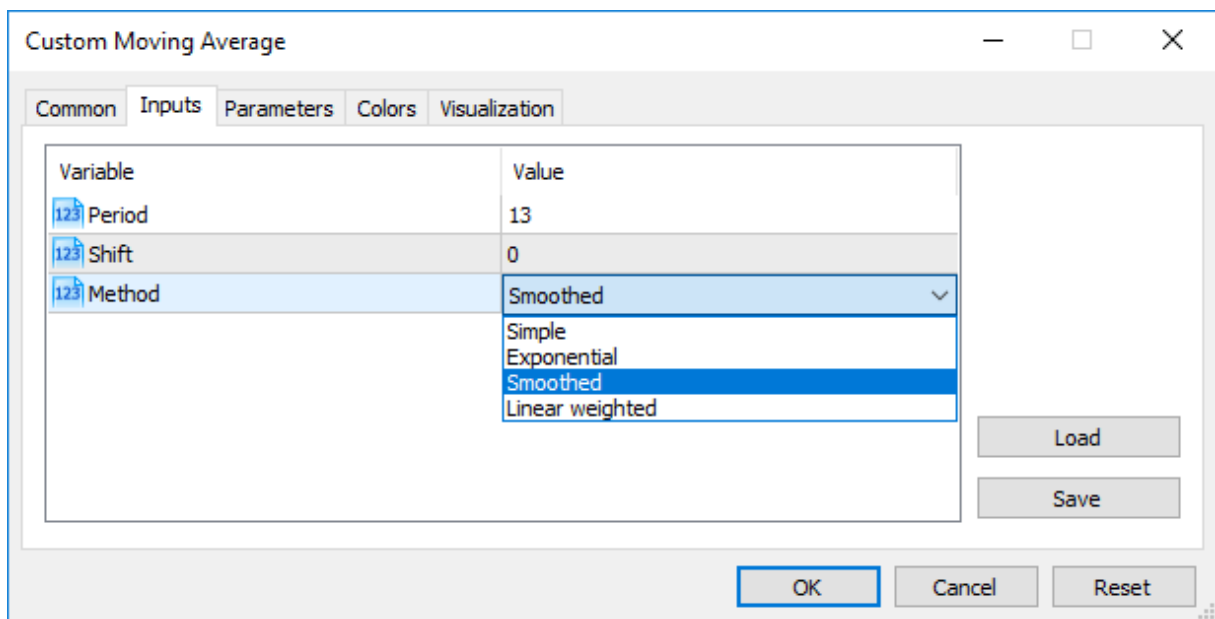 Custom Moving Average
Common Inputs Parameters Colors Visualization
Variable Value
123 Period 13
123 Shift 0
123 Method Smoothed
Simple
Exponential
Smoothed
Linear weighted
Load
Save
OK Cancel Reset